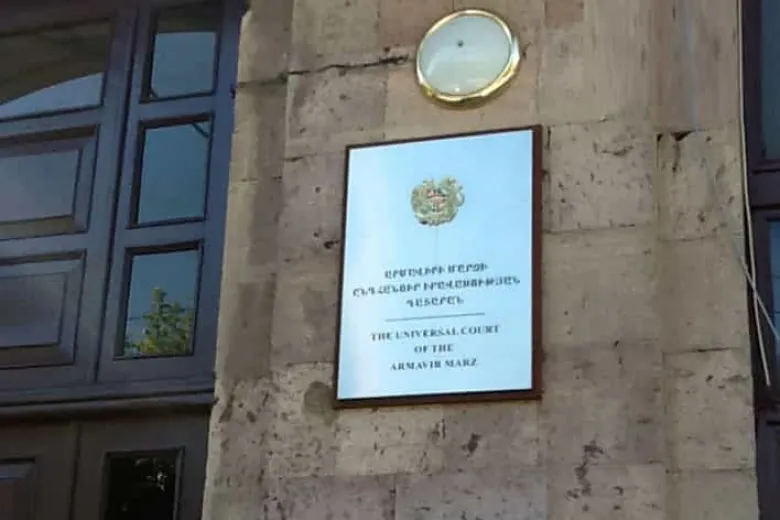 ԱՐՄԱՎԻՐԻ ՄԱՐԶԻ
ԸՆԴՀԱՆՈՒՐ ԻՐԱՎԱՍՈՒԹՅԱՆ
ԴԱՏԱՐԱՆ
THE UNIVERSAL COURT
OF THE
ARMAVIR MARZ